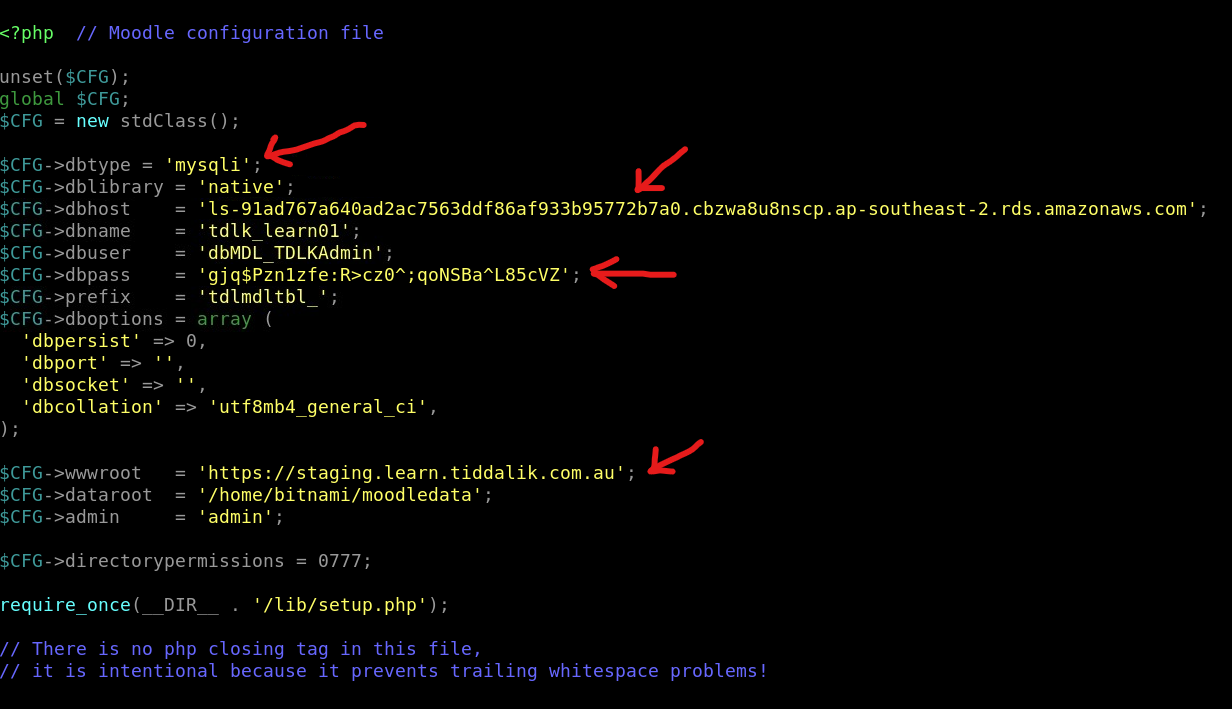 <?php  // Moodle configuration file
unset($CFG);
global $CFG;
$CFG = new stdClass();
$CFG->dbtype = 'mysqli';
$CFG->dblibrary = 'native';
$CFG->dbhost    = 'ls-91ad767a640ad2ac7563ddf86af933b95772b7a0.cbzwa8u8nscp.ap-southeast-2.rds.amazonaws.com';
$CFG->dbname    = 'tdlk_learn01';
$CFG->dbuser    = 'dbMDL_TDLKAdmin';
$CFG->dbpass    = 'gjq$Pzn1zfe:R>cz0^;qoNSBa^L85cVZ';
$CFG->prefix    = 'tdlmdltbl_';
$CFG->dboptions = array (
  'dbpersist' => 0,
  'dbport' => '',
  'dbsocket' => '',
  'dbcollation' => 'utf8mb4_general_ci',
);
$CFG->wwwroot   = 'https://staging.learn.tiddalik.com.au';
$CFG->dataroot  = '/home/bitnami/moodledata';
$CFG->admin     = 'admin';
$CFG->directorypermissions = 0777;
require_once(__DIR__ . '/lib/setup.php');
// There is no php closing tag in this file,
// it is intentional because it prevents trailing whitespace problems!